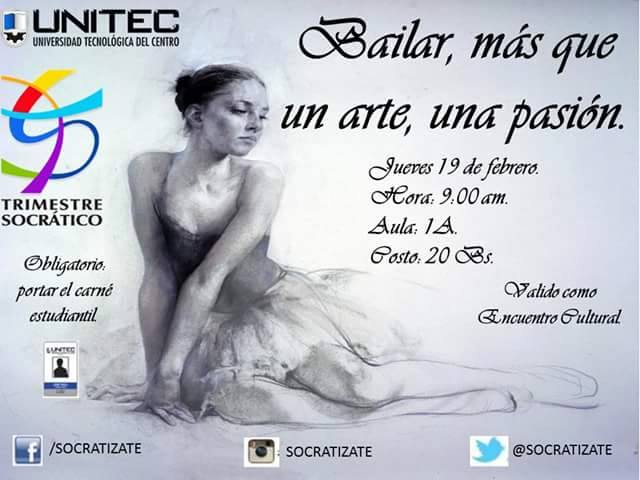 UNITEC
UNIVERSIDAD TECNOLÓGICA DEL CENTRO
Bailar, más que
un arte, una pasión.
TRIMESTRE
SOCRÁTICO
Jueves 19 de febrero.
Hora: 9:00 am.
Aula: 1A.
Costo: 20 Bs.
Obligatorio:
portar el carné
estudiantil.
Valido como
Encuentro Cultural.
UNITEC
/SOCRATIZATE
: SOCRATIZATE
@SOCRATIZATE